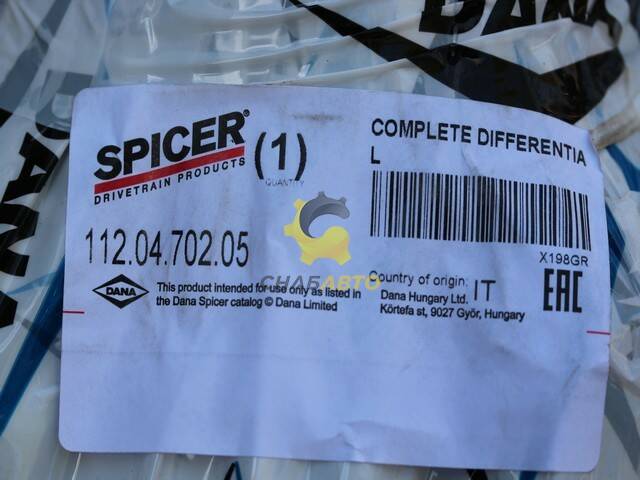 DANA
DANA
SPICER®
DRIVETRAIN PRODUCTS
(1)
QUANTITY
COMPLETE DIFFERENTIA
L
X198GR
112.04.702.05
СНАБАВТО
DANA
This product intended for use only as listed in
the Dana Spicer catalog © Dana Limited
Country of origin: IT
Dana Hungary Ltd.
Körtefa st, 9027 Győr, Hungary
EAC